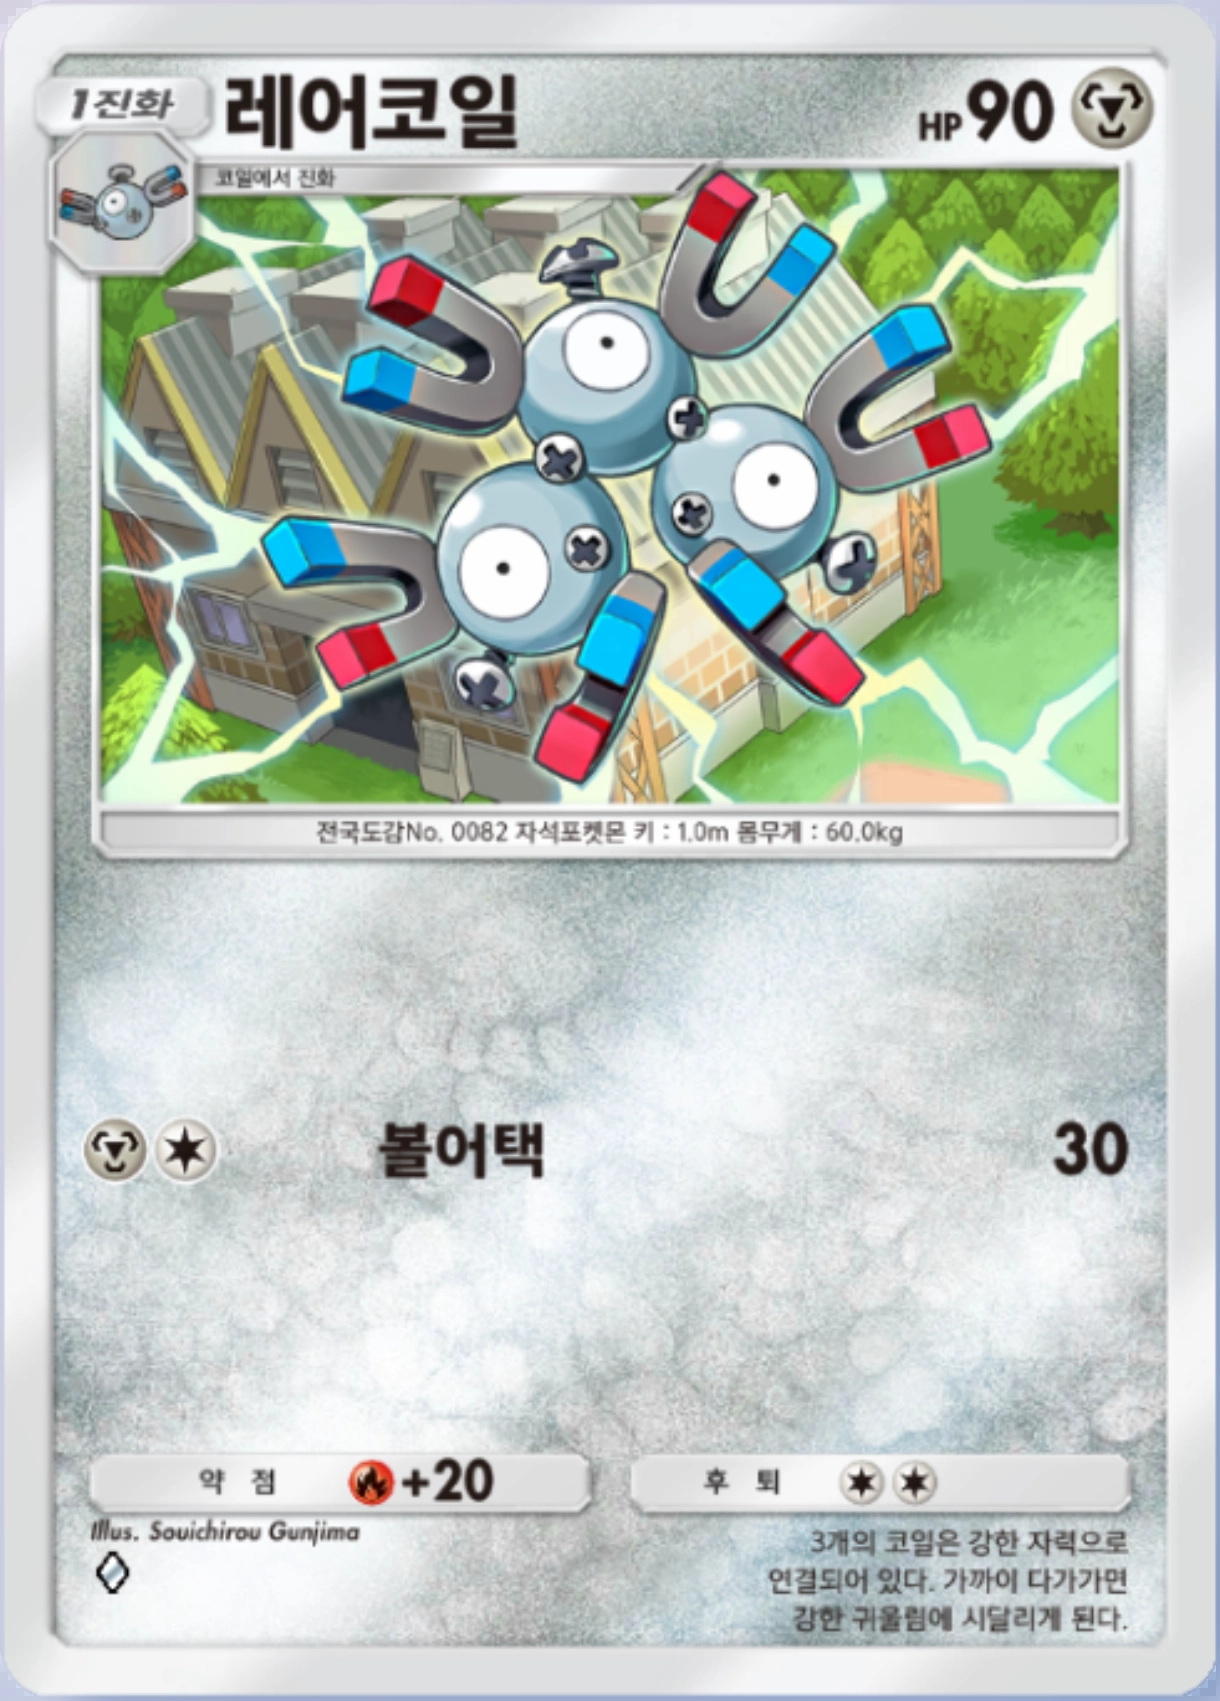 1진화
레어코일
HP 90
코일에서 진화
전국도감No. 0082 자석포켓몬 키 : 1.0m 몸무게 : 60.0kg
볼어택 30
약점 +20
후퇴
Illus. Souichirou Gunjima
3개의 코일은 강한 자력으로
연결되어 있다. 가까이 다가가면
강한 귀울림에 시달리게 된다.